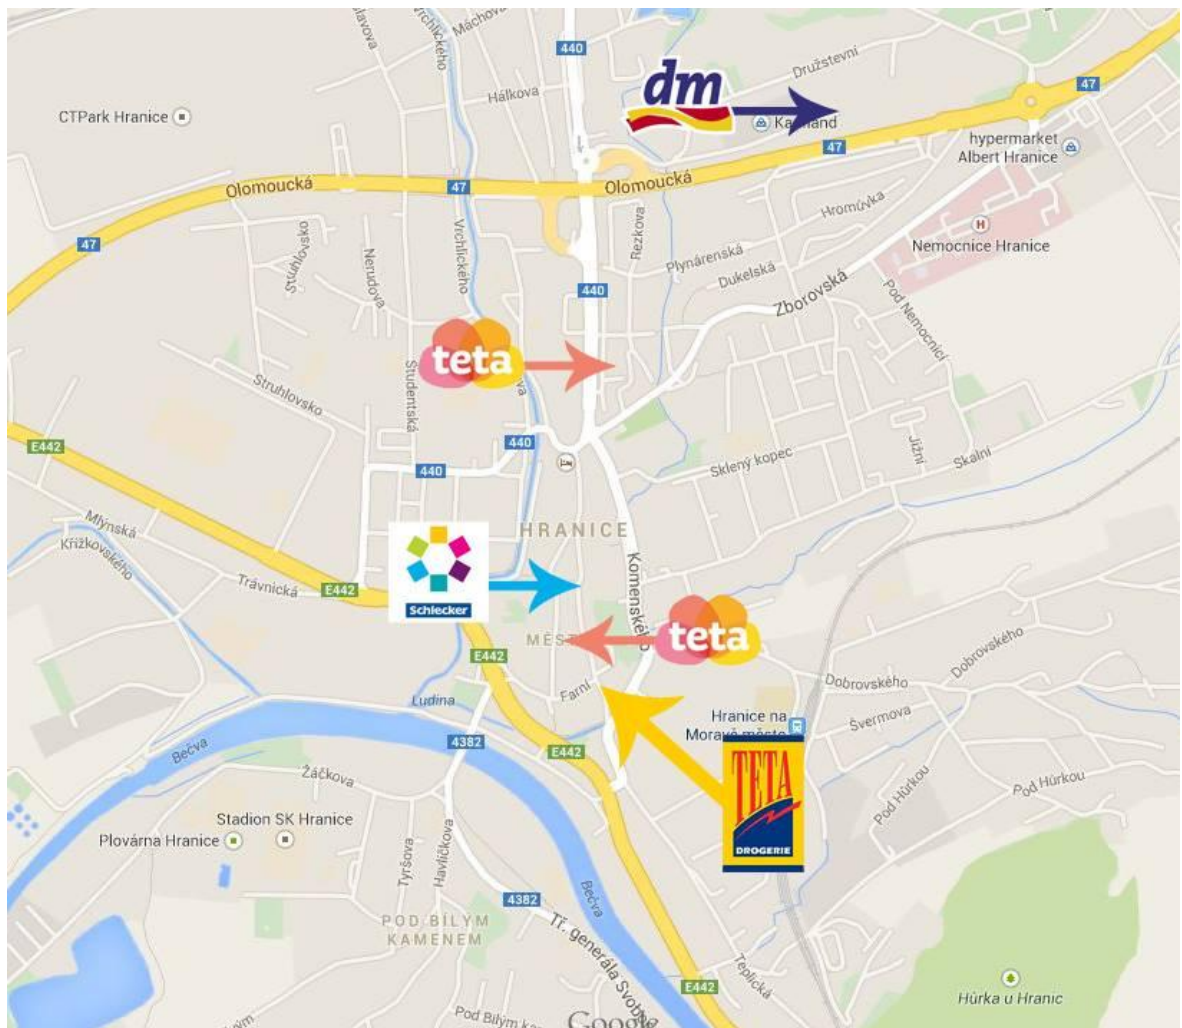 Vrchlického
Máchova
440
Družstevní
dm
47
Hálkova
CTPark Hranice
hypermarket
Albert Hranice
47
Olomoucká
47
Olomoucká
Hromůvka
Rezkova
Vrchlického
Struhlovsko
Nerudova
47
Nemocnice Hranice
Plynárenská
Dukelská
440
Zborovská
Pod Nemocnicí
teta
Studentská
Struhlovsko
E442
440
440
Jižní
Skalní
Sklený kopec
HRANICE
Mlýnská
Křížkovského
Komenského
Trávnická
E442
Schlecker
teta
E442
Dobrovského
Dobrovského
Farní
Ludina
Hranice na
Švermova
4382
E442
Bečva
TETA
DROGERIE
Žáčkova
Pod Hůrkou
Pod Hůrkou
Stadion SK Hranice
Plovárna Hranice
Tyršova
Havlíčkova
Bečva
4382
POD BÍLÝM
KAMENEM
Tř. generála Svobody
Teplická
E442
Hůrka u Hranic
Google